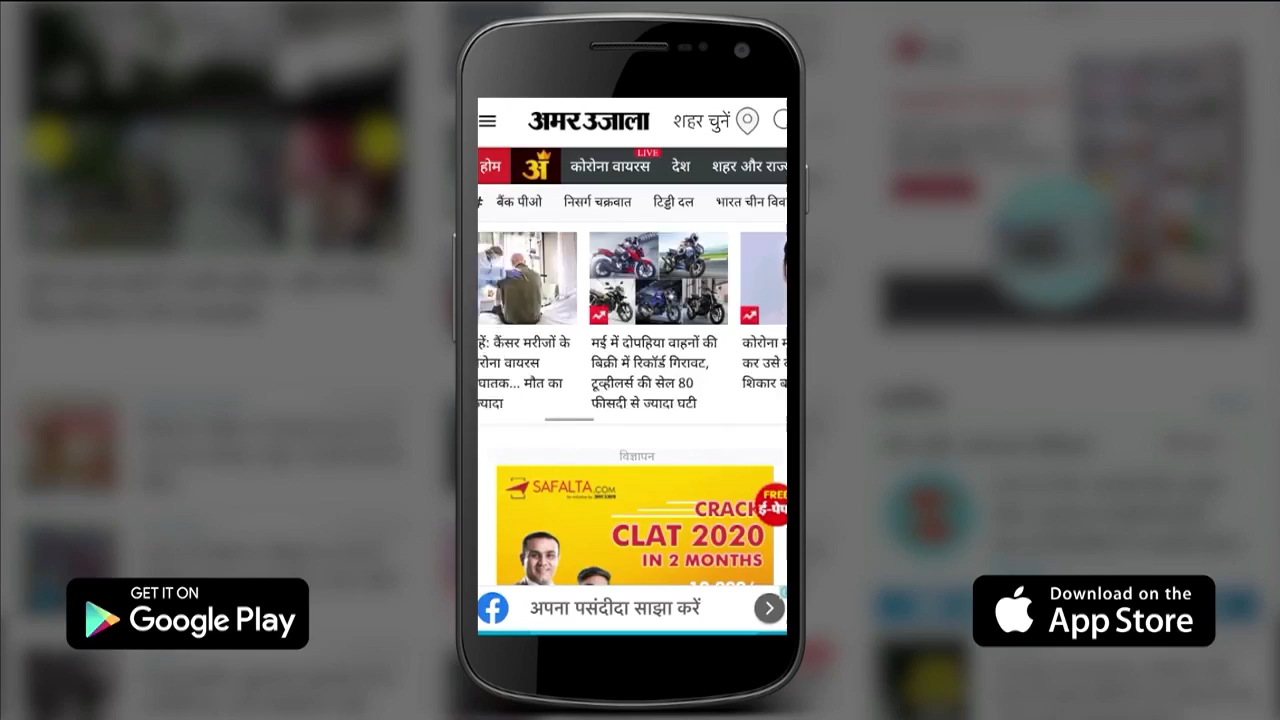 अमर उजाला
शहर चुनें
होम
अं
कोरोना वायरस
LIVE
देश
शहर और राज्
#
बैंक पीओ
निसर्ग चक्रवात
टिड्डी दल
भारत चीन विव
हें: कैंसर मरीजों के
रोना वायरस
घातक... मौत का
ज्यादा
मई में दोपहिया वाहनों की
बिक्री में रिकॉर्ड गिरावट,
टूव्हीलर्स की सेल 80
फीसदी से ज्यादा घटी
कोरोना म
कर उसे
शिकार ब
विज्ञापन
SAFALTA.COM
FREE
ई-पेप
CRACK
CLAT 2020
IN 2 MONTHS
अपना पसंदीदा साझा करें
GET IT ON
Google Play
Download on the
App Store